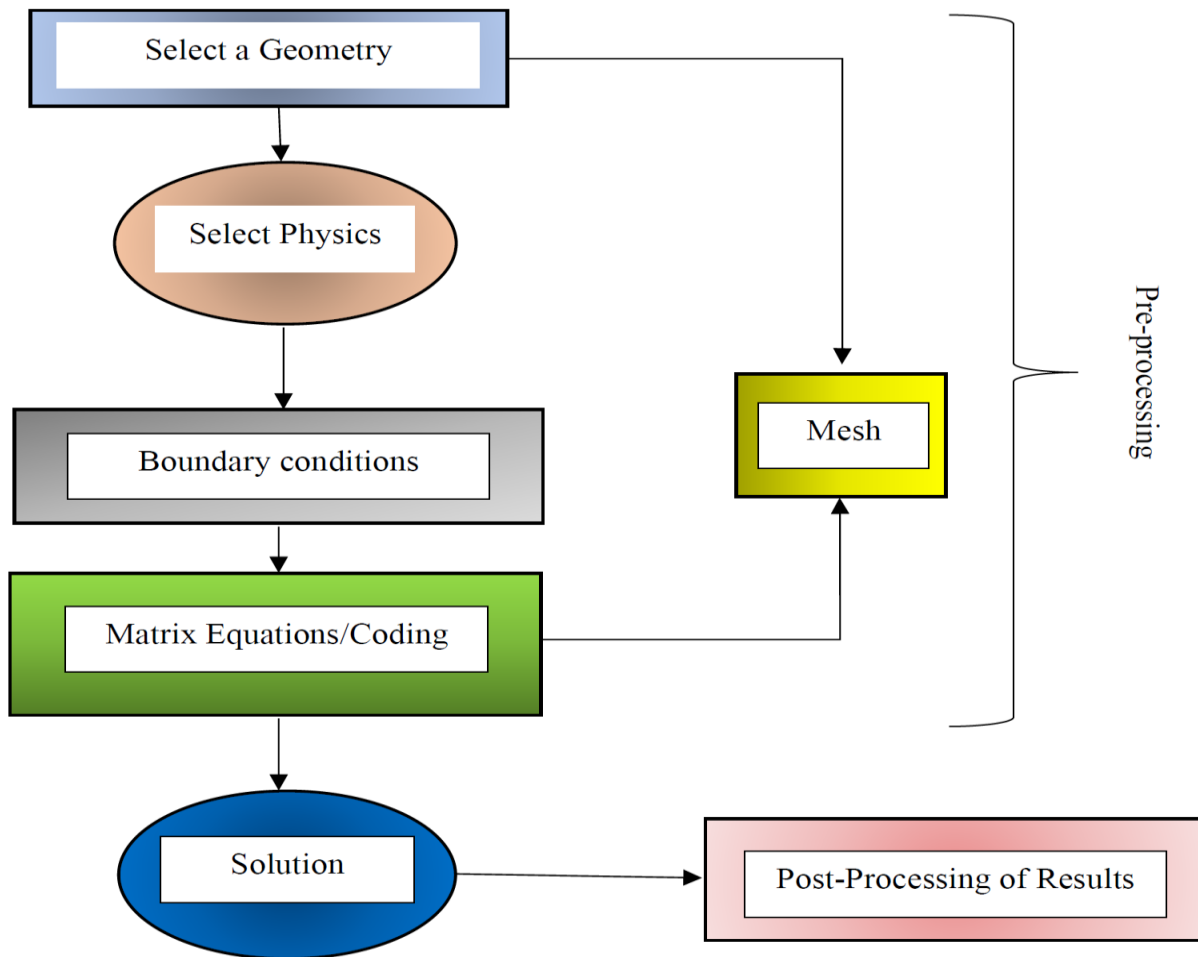 Select a Geometry
Select Physics
Boundary conditions
Mesh
Matrix Equations/Coding
Pre-processing
Solution
Post-Processing of Results